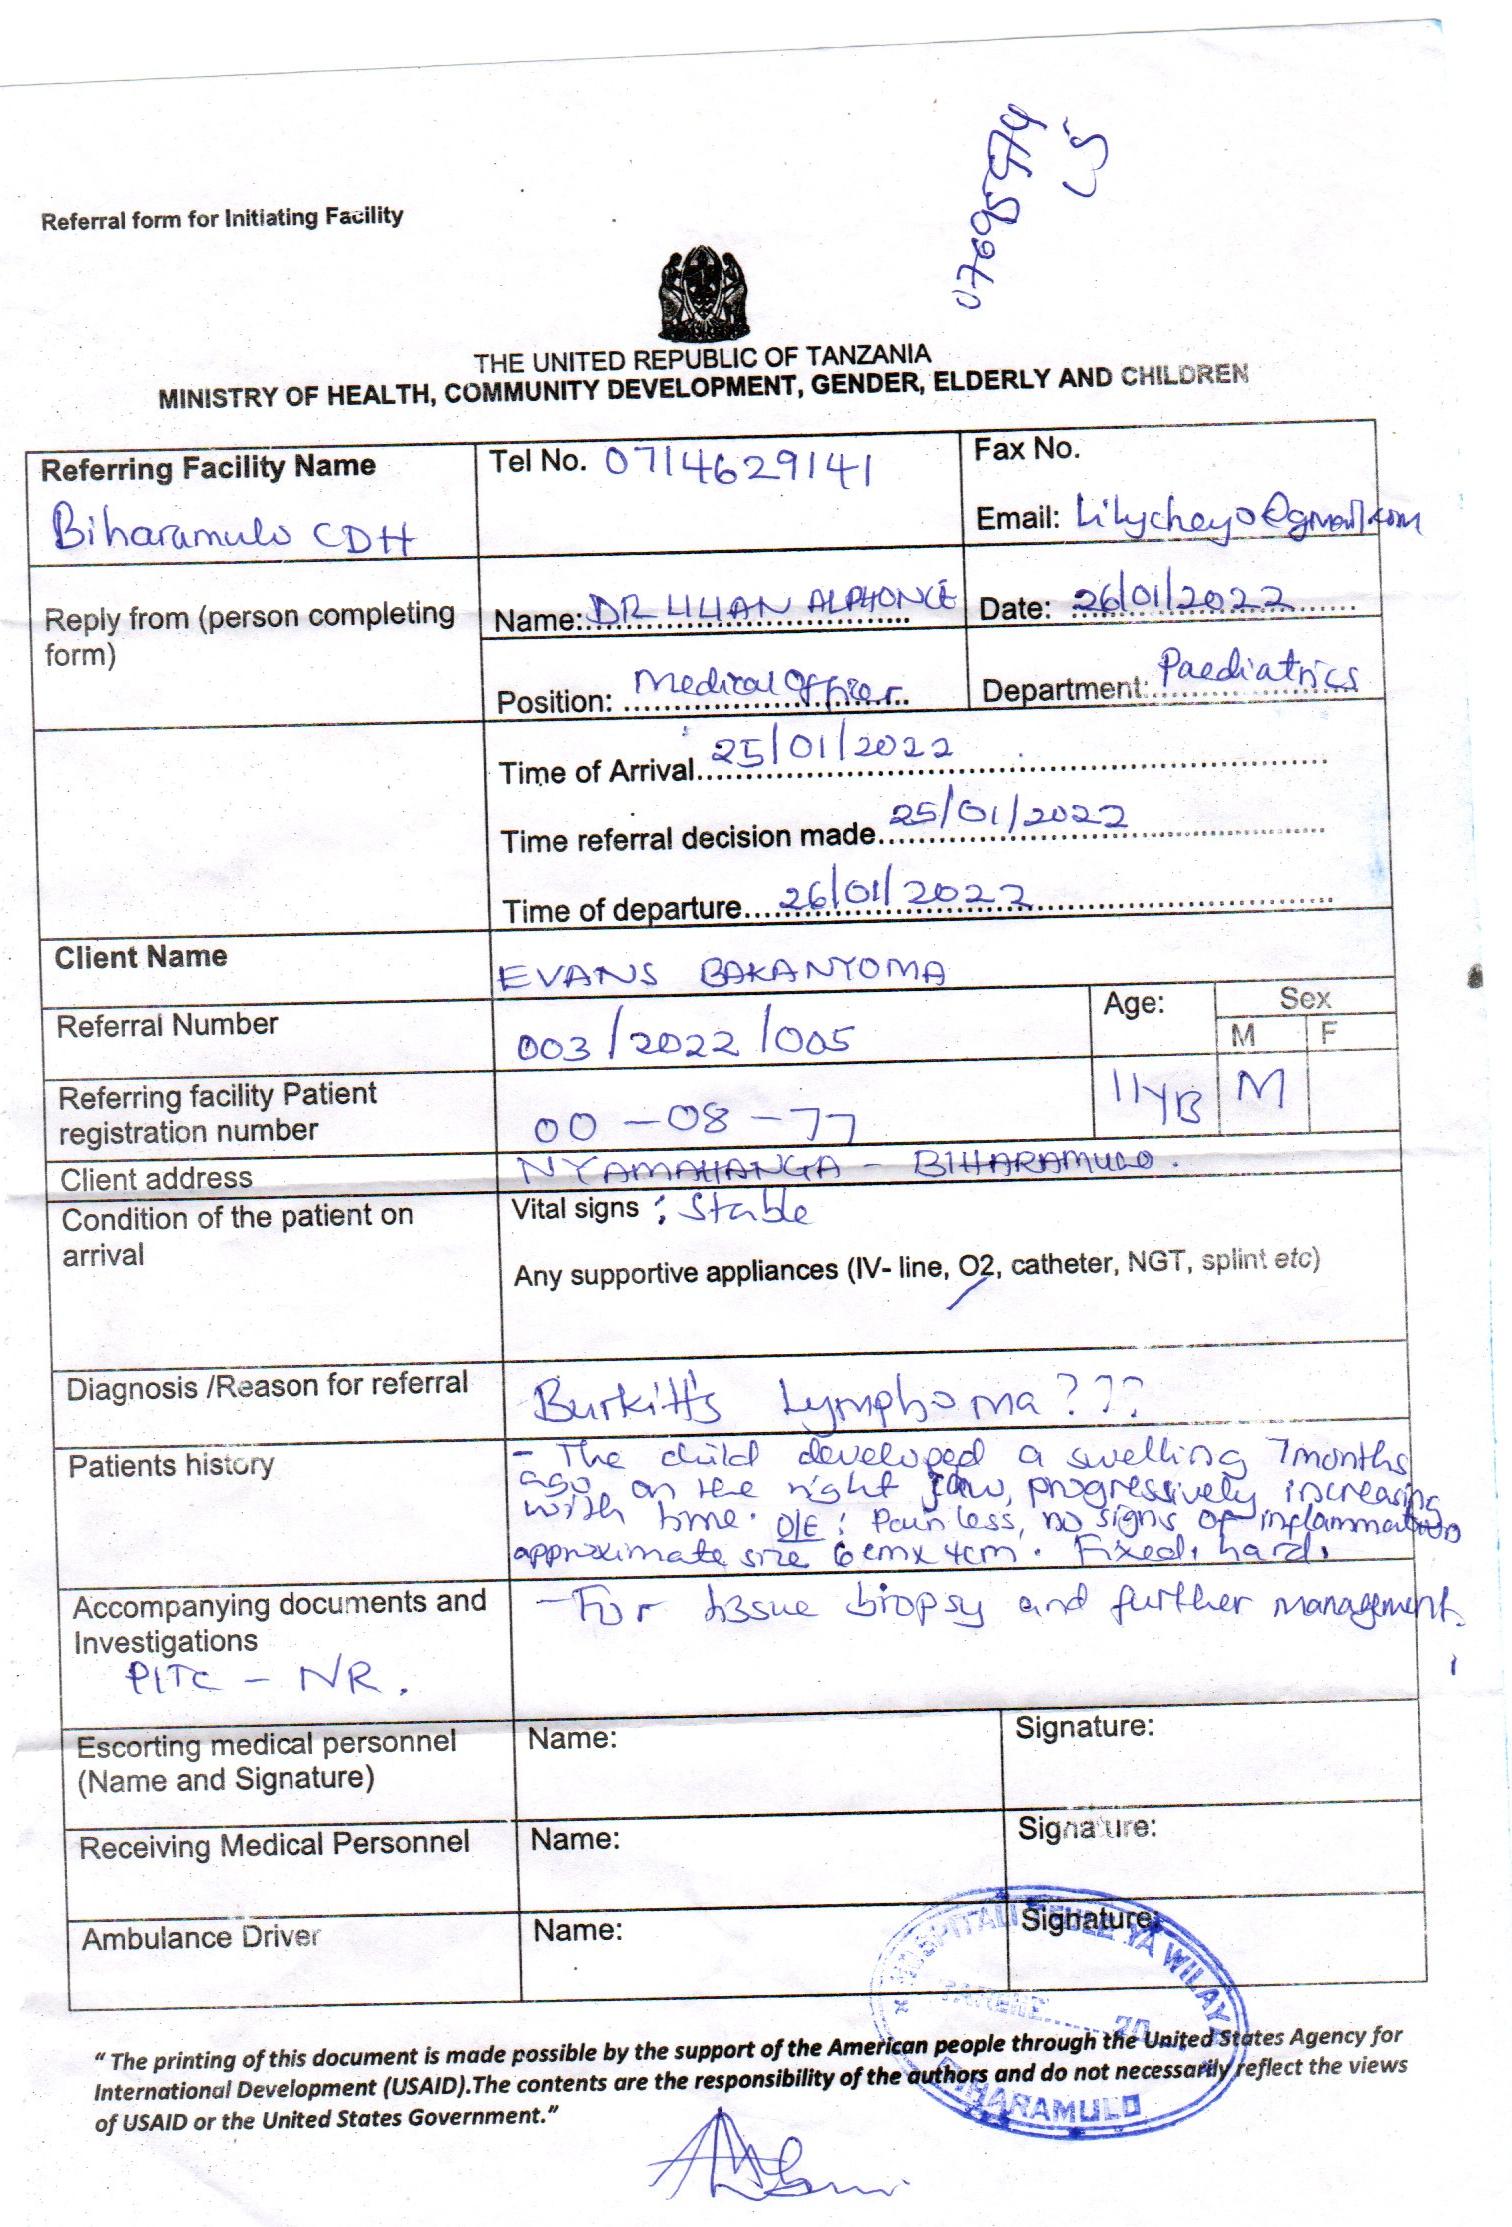 0769595474
Referral form for Initiating Facility
THE UNITED REPUBLIC OF TANZANIA
MINISTRY OF HEALTH, COMMUNITY DEVELOPMENT, GENDER, ELDERLY AND CHILDREN
Referring Facility Name
Biharamulo CDH
Tel No. 0714629141
Fax No.
Email: lilycheyo@gmail.com
Reply from (person completing
form)
Name: DR LILIAN ALPHONCE
Date: 26/01/2022
Position: Medical Officer
Department: Paediatrics
Time of Arrival 25/01/2022
Time referral decision made 25/01/2022
Time of departure 26/01/2022
Client Name
EVANS BAKANYOMA
Referral Number
003/2022/005
Age:
Sex
M F
Referring facility Patient
registration number
00-08-77
11yrs
M
Client address
NYAMAHANGA - BIHARAMULO.
Condition of the patient on
arrival
Vital signs : Stable
Any supportive appliances (IV- line, O2, catheter, NGT, splint etc)
Diagnosis /Reason for referral
Burkitt's Lymphoma???
Patients history
- The child developed a swelling 7months
ago, on the right jaw, progressively increasing
with time. O/E: Painless, no signs of inflammation
approximate size 6cmx4cm. Fixed, hard.
Accompanying documents and
Investigations
PITC - NR.
- For tissue biopsy and further management.
Escorting medical personnel
(Name and Signature)
Name:
Signature:
Receiving Medical Personnel
Name:
Signature:
Ambulance Driver
Name:
Signature:
HOSPITALI TEULE YA WILAYA
TAREHE......20
BIHARAMULO
“ The printing of this document is made possible by the support of the American people through the United States Agency for
International Development (USAID).The contents are the responsibility of the authors and do not necessarily reflect the views
of USAID or the United States Government.”